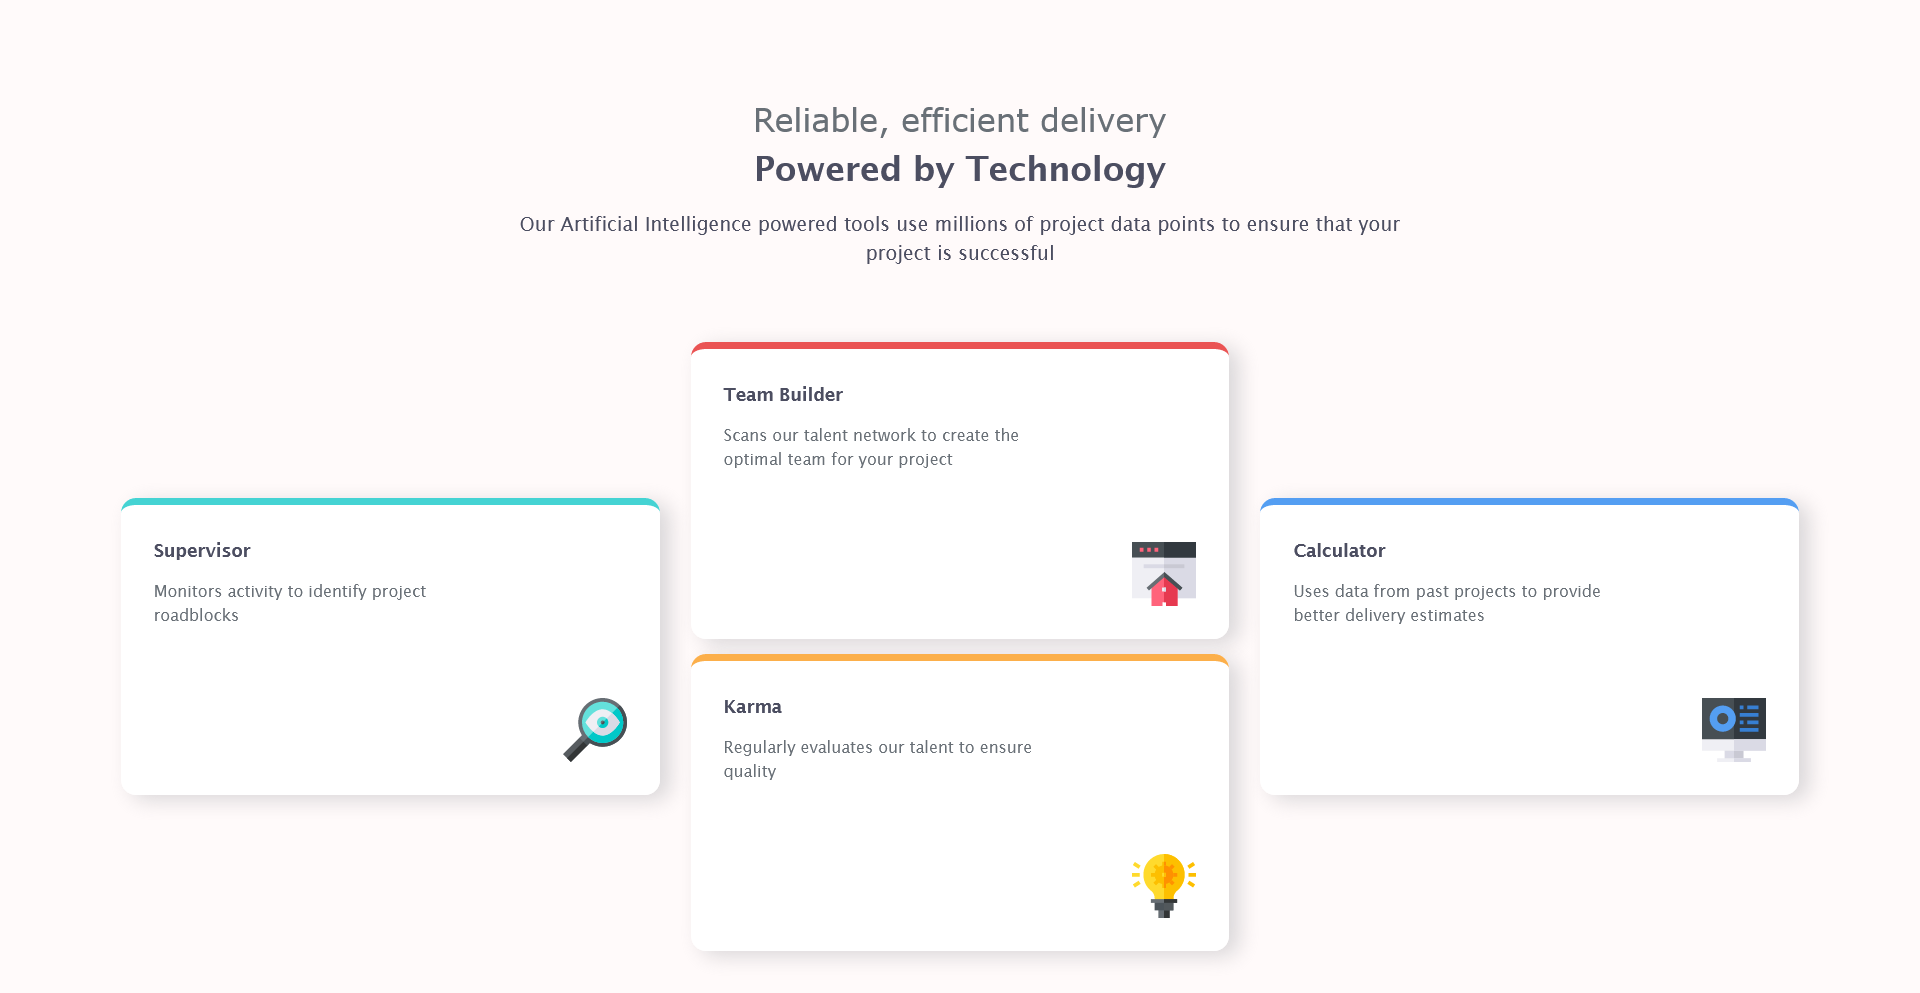 Reliable, efficient delivery
Powered by Technology
Our Artificial Intelligence powered tools use millions of project data points to ensure that your
project is successful
Team Builder
Scans our talent network to create the
optimal team for your project
Supervisor
Monitors activity to identify project
roadblocks
Calculator
Uses data from past projects to provide
better delivery estimates
Karma
Regularly evaluates our talent to ensure
quality